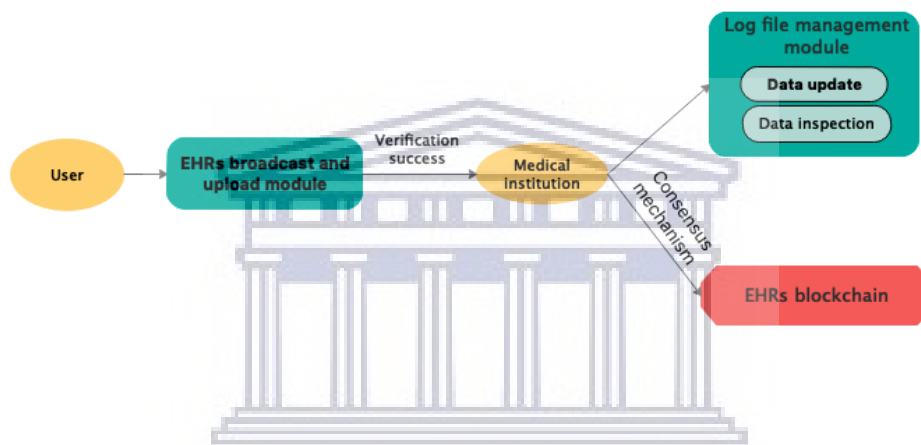 User
EHRs broadcast and
upload module
Verification
success
Medical
institution
Consensus
mechanism
Log file management
module
Data update
Data inspection
EHRs blockchain